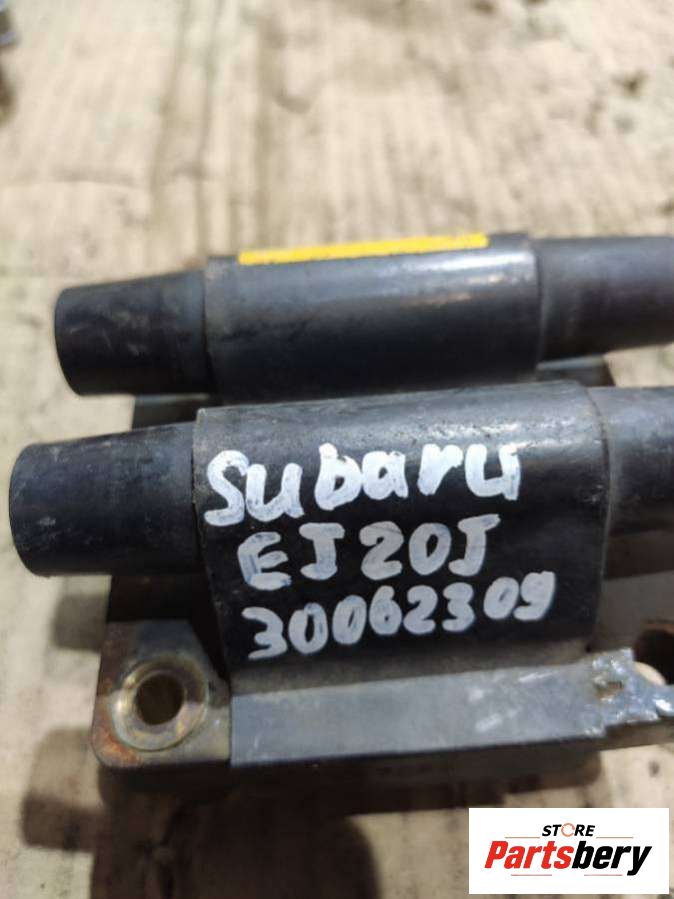 Subaru
EJ20J
30062309
STORE
Partsbery